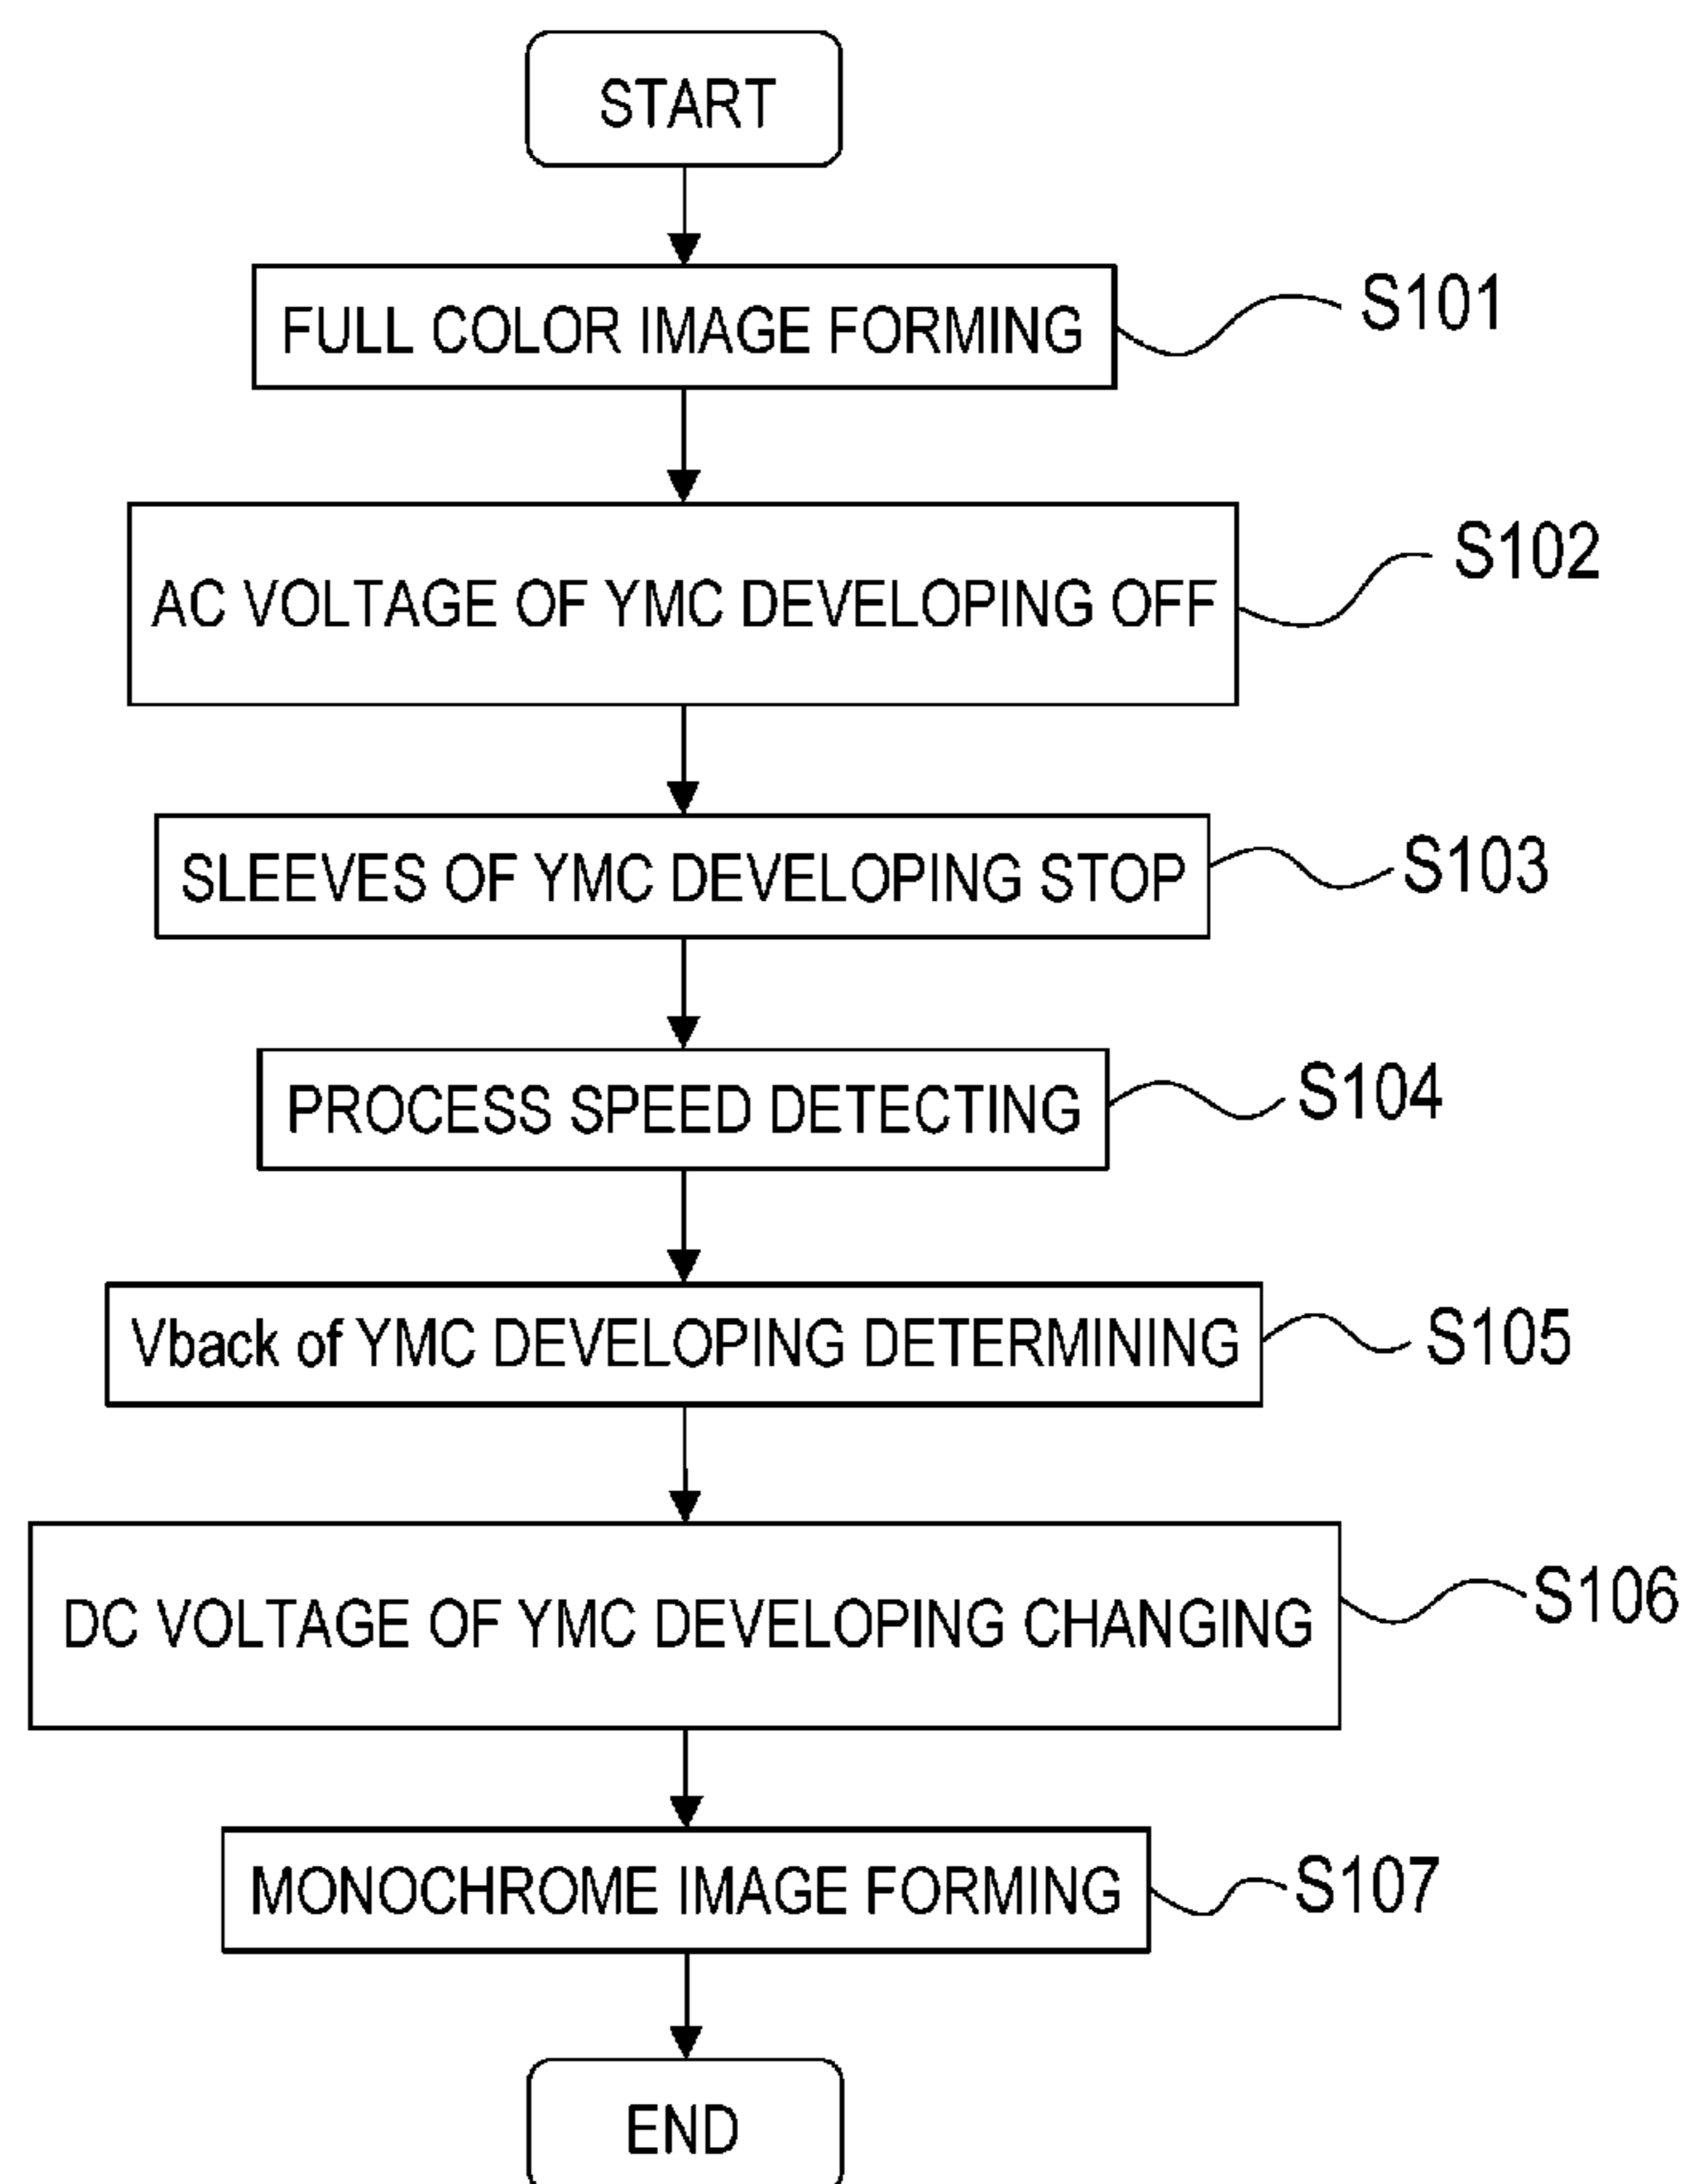 START
FULL COLOR IMAGE FORMING
S101
AC VOLTAGE OF YMC DEVELOPING OFF
S102
SLEEVES OF YMC DEVELOPING STOP
S103
PROCESS SPEED DETECTING
S104
Vback of YMC DEVELOPING DETERMINING
S105
DC VOLTAGE OF YMC DEVELOPING CHANGING
S106
MONOCHROME IMAGE FORMING
S107
END